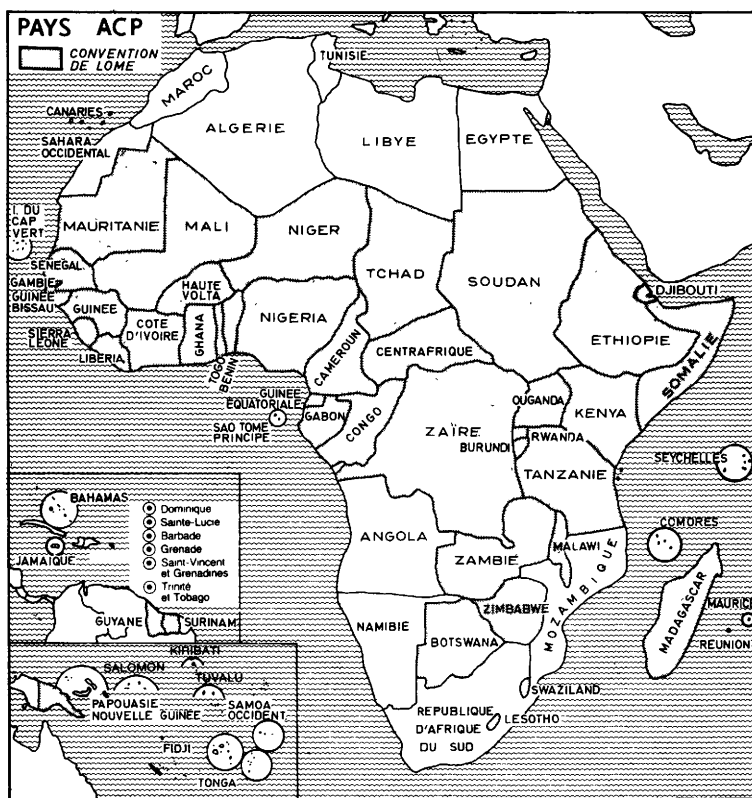 PAYS ACP
CONVENTION
DE LOME
TUNISIE
MAROC
CANARIES
ALGERIE
LIBYE
EGYPTE
SAHARA
OCCIDENTAL
I. DU
CAP
VERT
MAURITANIE
MALI
NIGER
TCHAD
SOUDAN
SENEGAL
GAMBIE
GUINEE
BISSAU
GUINEE
HAUTE
VOLTA
DJIBOUTI
SIERRA
LEONE
COTE
D'IVOIRE
GHANA
NIGERIA
ETHIOPIE
LIBERIA
TOGO
BENIN
CAMEROUN
CENTRAFRIQUE
SOMALIE
GUINEE
EQUATORIALE
GABON
CONGO
OUGANDA
KENYA
SAO TOME
PRINCIPE
ZAÏRE
RWANDA
BURUNDI
TANZANIE
SEYCHELLES
BAHAMAS
JAMAIQUE
Dominique
Sainte-Lucie
Barbade
Grenade
Saint-Vincent
et Grenadines
Trinité
et Tobago
GUYANE
SURINAM
ANGOLA
ZAMBIE
MALAWI
COMORES
MOZAMBIQUE
MADAGASCAR
MAURICE
REUNION
NAMIBIE
ZIMBABWE
BOTSWANA
SWAZILAND
LESOTHO
REPUBLIQUE
D'AFRIQUE
DU SUD
KIRIBATI
SALOMON
TUVALU
PAPOUASIE
NOUVELLE GUINEE
SAMOA
OCCIDENT.
FIDJI
TONGA